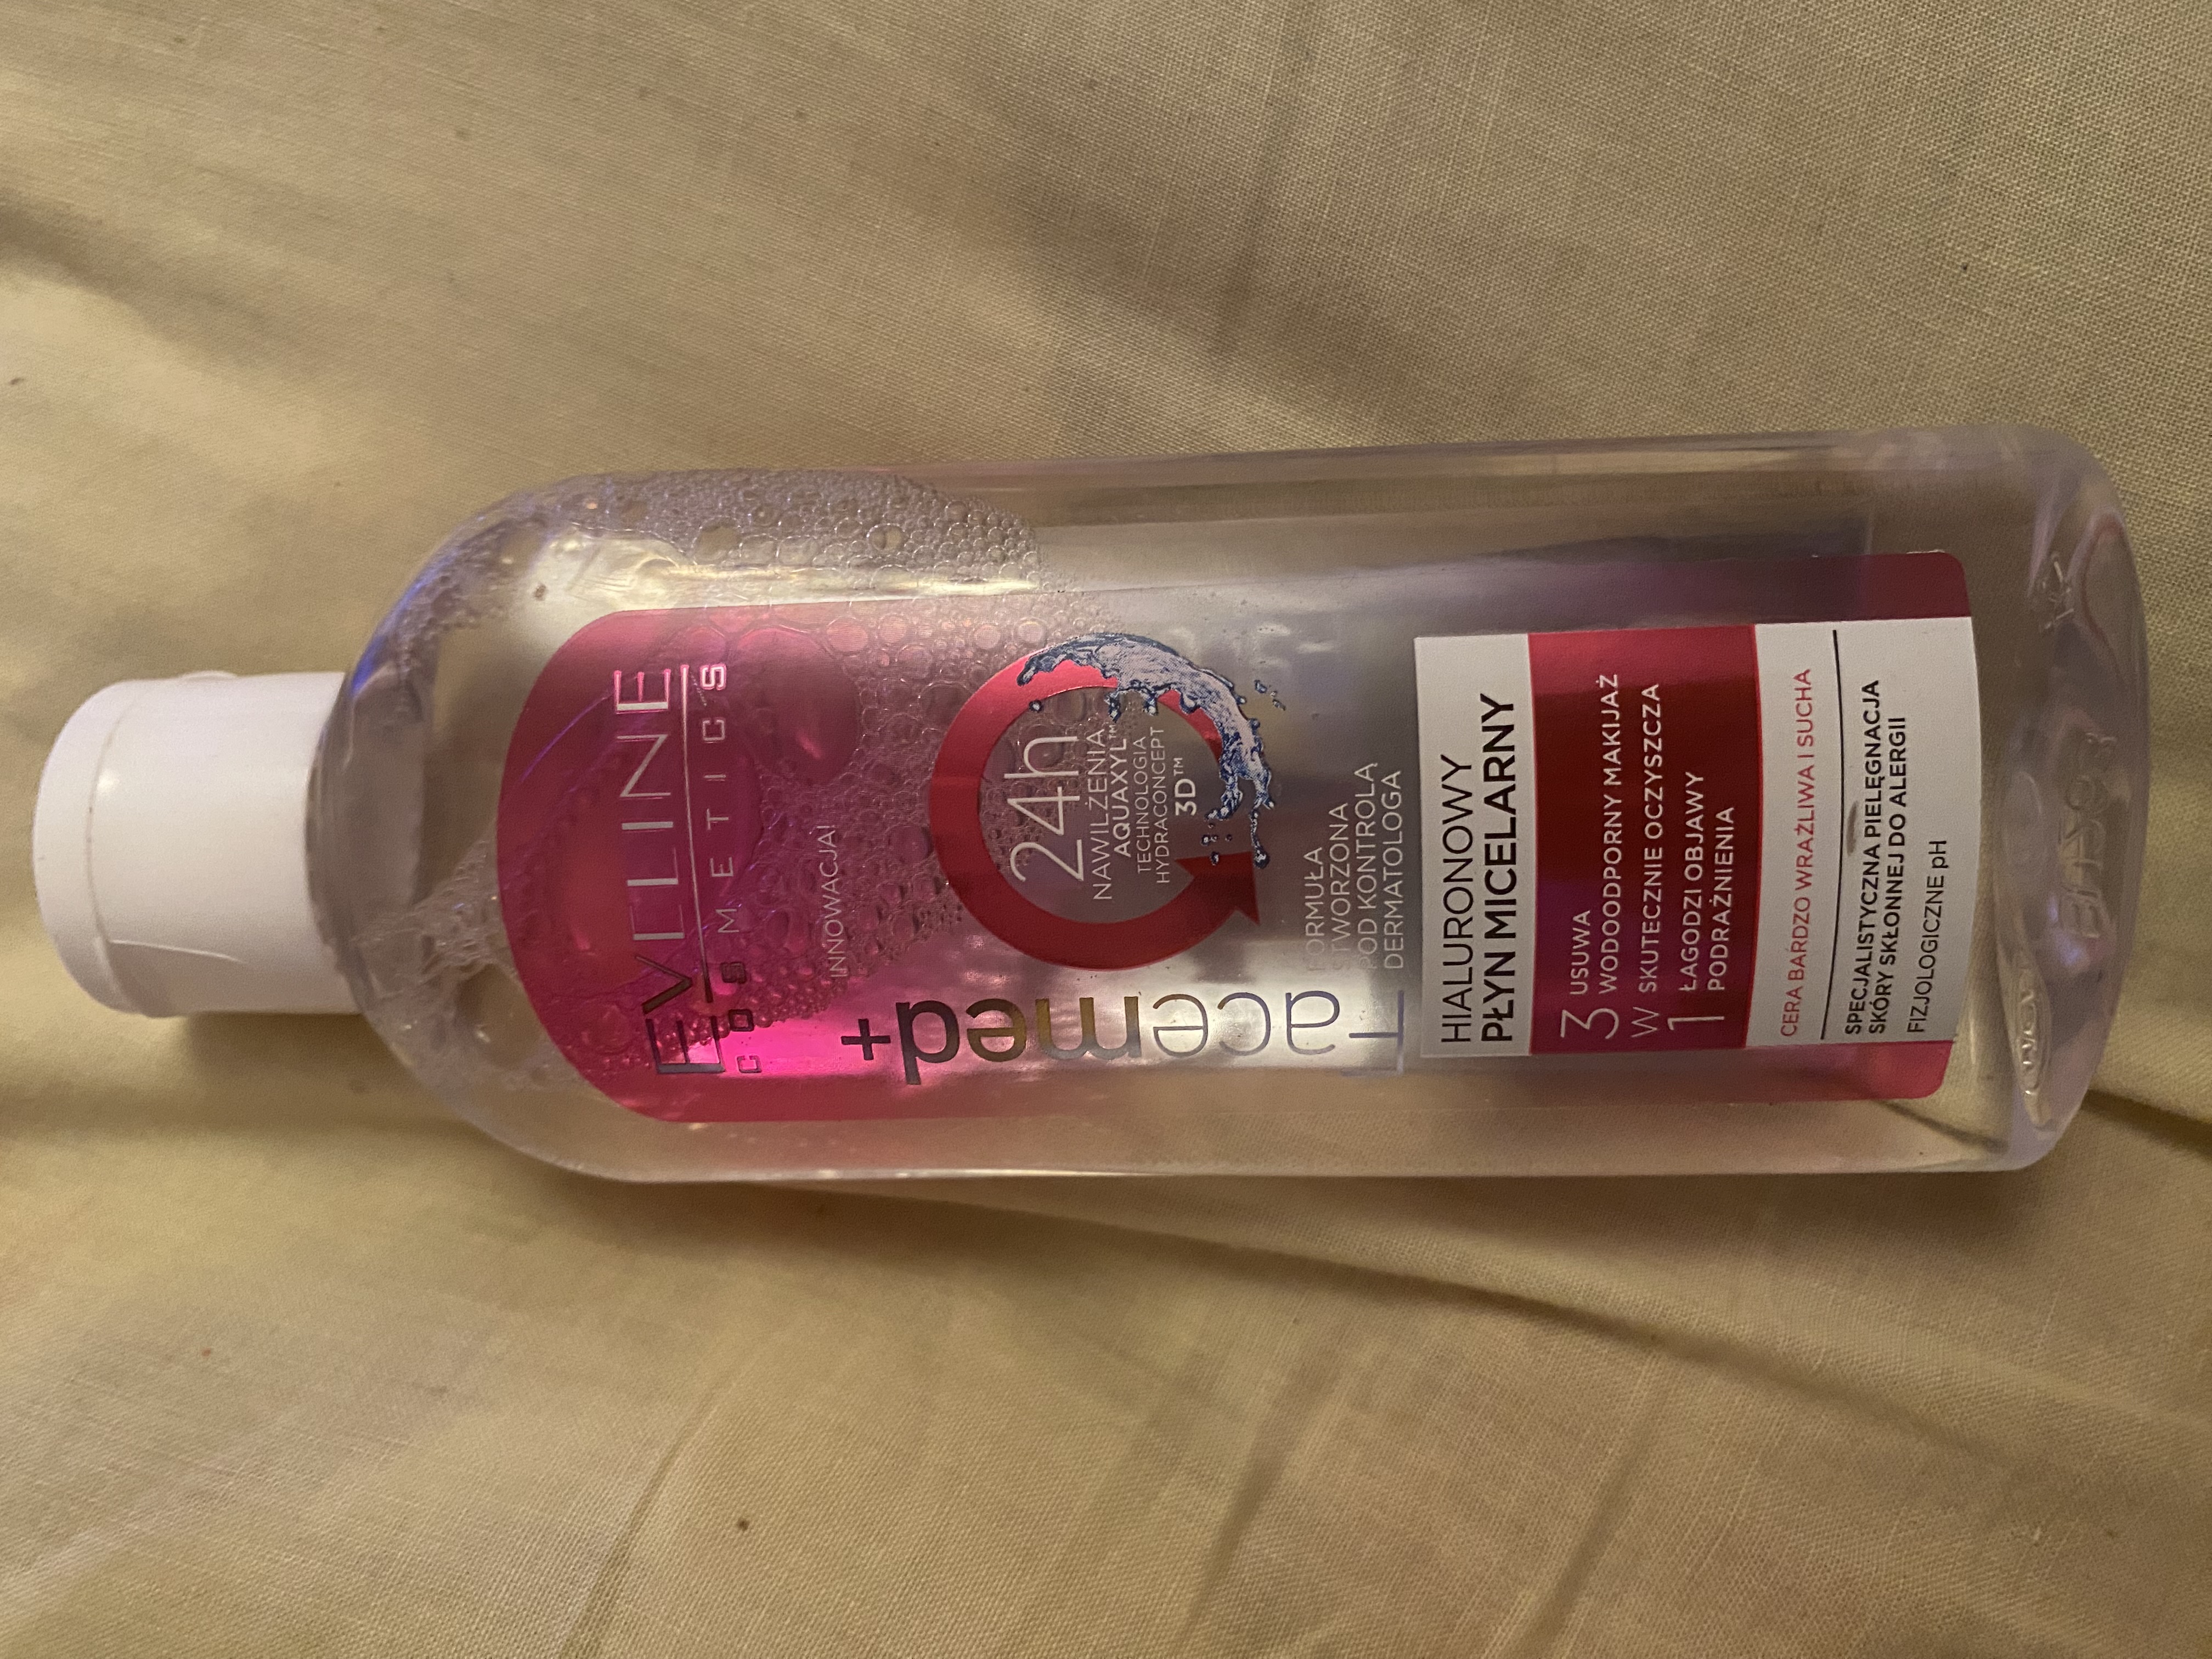 EVELINE
COSMETICS
INNOWACJA!
Facemed+
24h
NAWILŻENIA
AQUAXYL™
TECHNOLOGIA
HYDRACONCEPT
3D™
FORMUŁA
STWORZONA
POD KONTROLĄ
DERMATOLOGA
HIALURONOWY
PŁYN MICELARNY
3 W 1
USUWA
WODOODPORNY MAKIJAŻ
SKUTECZNIE OCZYSZCZA
ŁAGODZI OBJAWY
PODRAŻNIENIA
CERA BARDZO WRAŻLIWA I SUCHA
SPECJALISTYCZNA PIELĘGNACJA
SKÓRY SKŁONNEJ DO ALERGII
FIZJOLOGICZNE pH